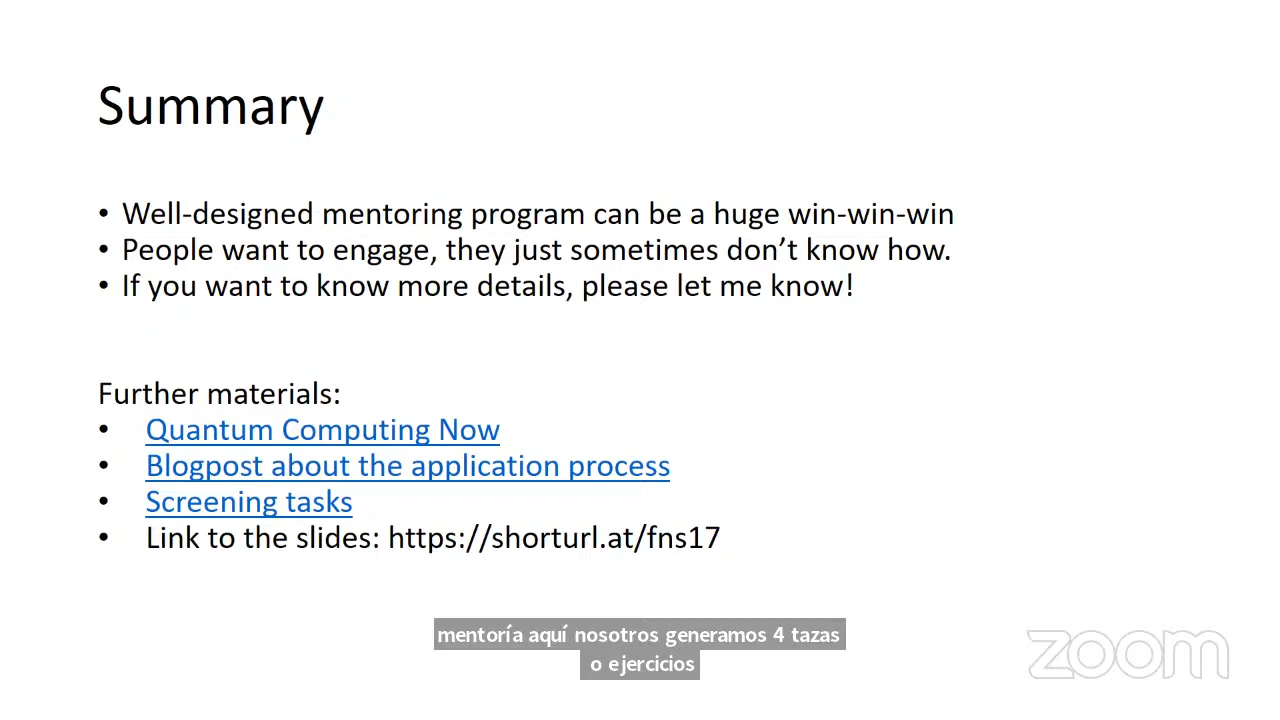 Summary
• Well-designed mentoring program can be a huge win-win-win
• People want to engage, they just sometimes don’t know how.
• If you want to know more details, please let me know!
Further materials:
• Quantum Computing Now
• Blogpost about the application process
• Screening tasks
• Link to the slides: https://shorturl.at/fns17
mentoría aquí nosotros generamos 4 tazas
o ejercicios
zoom